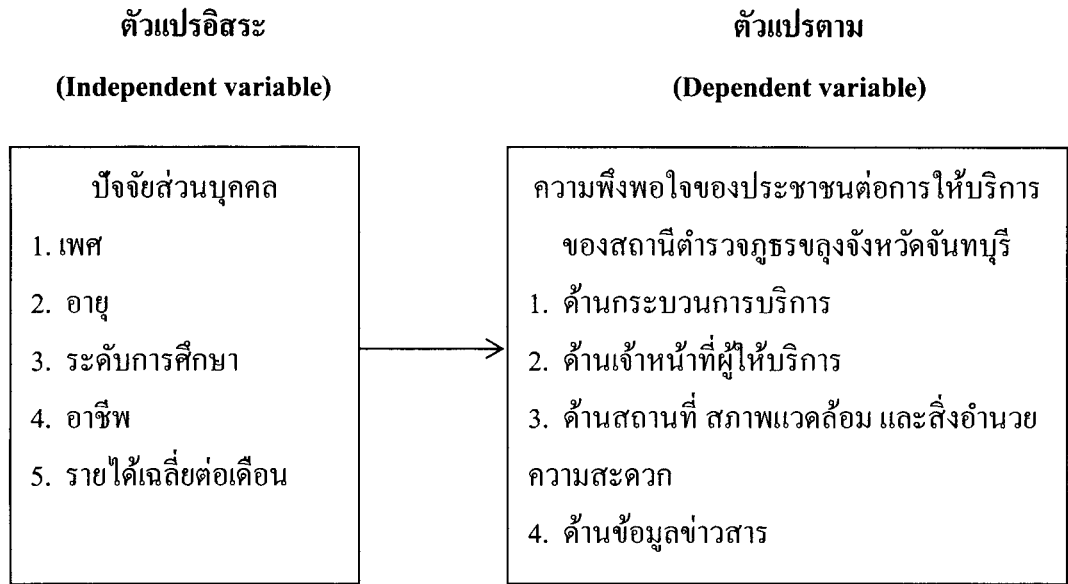 ตัวแปรอิสระ
(Independent variable)
ปัจจัยส่วนบุคคล
1. เพศ
2. อายุ
3. ระดับการศึกษา
4. อาชีพ
5. รายได้เฉลี่ยต่อเดือน
ตัวแปรตาม
(Dependent variable)
ความพึงพอใจของประชาชนต่อการให้บริการ
ของสถานีตำรวจภูธรขลุงจังหวัดจันทบุรี
1. ด้านกระบวนการบริการ
2. ด้านเจ้าหน้าที่ผู้ให้บริการ
3. ด้านสถานที่ สภาพแวดล้อม และสิ่งอำนวย
ความสะดวก
4. ด้านข้อมูลข่าวสาร